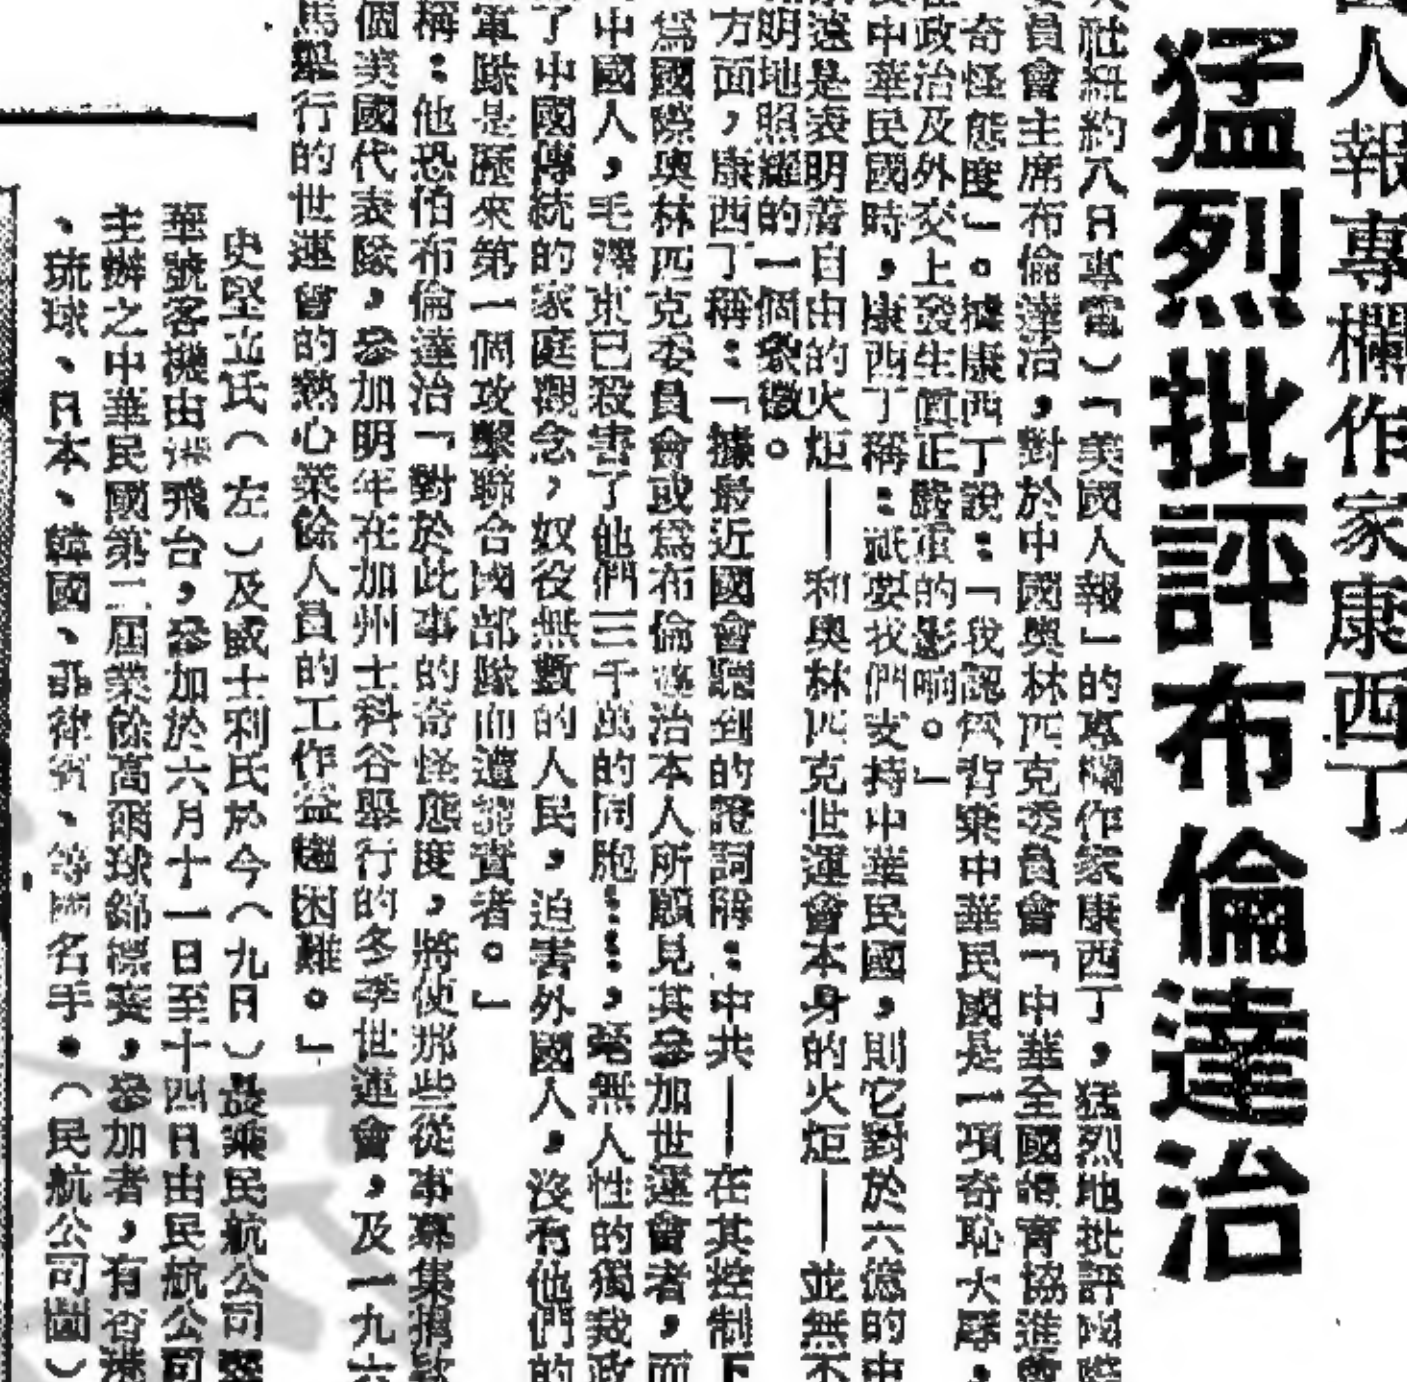 國人報專欄作家康西丁
猛烈批評布倫達治
社紐約八日專電)「美國人報」的專欄作家康西丁,猛烈地批評國際
員會主席布倫達治,對於中國奧林匹克委員會「中華全國體育協進會
奇怪態度」。據康西丁說:「我認為背棄中華民國是一項奇恥大辱,
在政治及外交上發生真正嚴重的影响。」
中華民國時,康西丁稱:祇要我們支持中華民國,則它對於六億的中
遠是表明着自由的火炬——和奧林匹克世運會本身的火炬——並無不
明地照耀的一個象徵。
方面,康西丁稱:「據最近國會聽到的證詞稱:中共——在其控制下
為國際奧林匹克委員會或為布倫達治本人所願見其參加世運會者,而
中國人,毛澤東已殺害了他們三千萬的同胞……,毫無人性的獨裁政
了中國傳統的家庭觀念,奴役無數的人民,迫害外國人,沒有他們的
軍隊是歷來第一個攻擊聯合國部隊而遭譴責者。」
稱:他恐怕布倫達治「對於此事的奇怪態度,將使那些從事募集捐款
個美國代表隊,參加明年在加州士科谷舉行的冬季世運會,及一九六
馬舉行的世運會的熱心業餘人員的工作益趨困難。」
史堅立氏(左)及威士利氏於今(九日)晨乘民航公司翠
華號客機由港飛台,參加於六月十一日至十四日由民航公司
主辦之中華民國第二屆業餘高爾球錦標賽,參加者,有香港
、琉球、日本、韓國、菲律賓、等國名手.(民航公司圖)